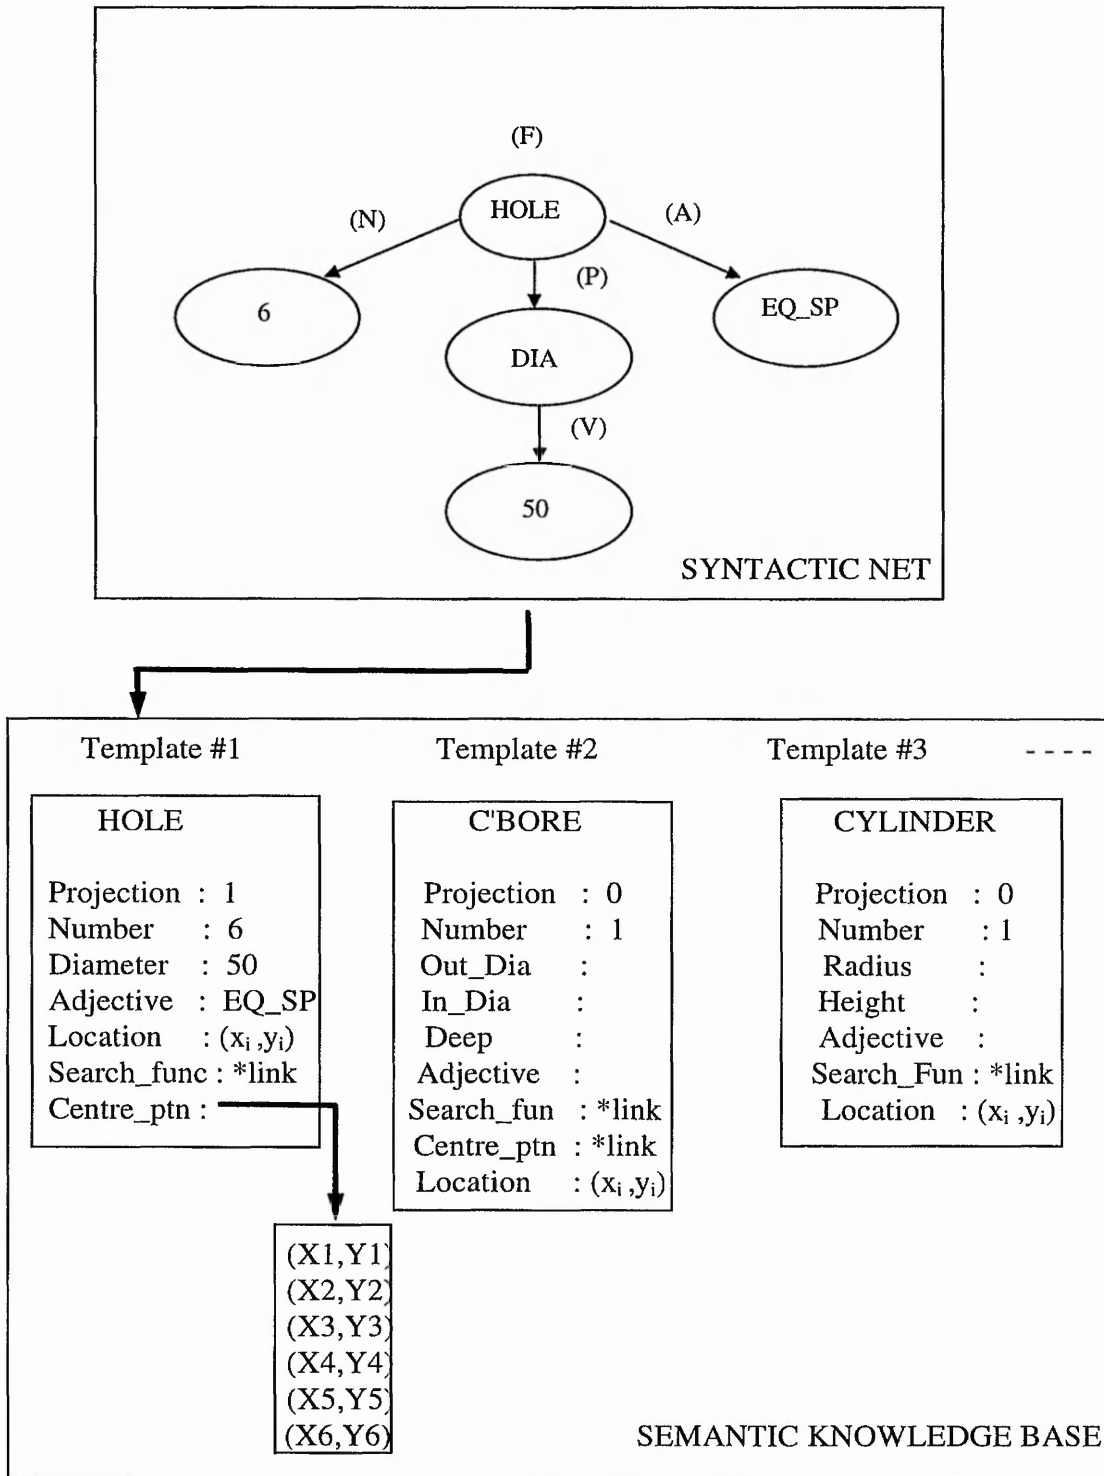 (F)
HOLE
(N)
(A)
(P)
6
EQ_SP
DIA
(V)
50
SYNTACTIC NET
Template #1
Template #2
Template #3
- - - -
HOLE
Projection : 1
Number : 6
Diameter : 50
Adjective : EQ_SP
Location : (xi ,yi)
Search_func : *link
Centre_ptn :
C'BORE
Projection : 0
Number : 1
Out_Dia :
In_Dia :
Deep :
Adjective :
Search_fun : *link
Centre_ptn : *link
Location : (xi ,yi)
CYLINDER
Projection : 0
Number : 1
Radius :
Height :
Adjective :
Search_Fun : *link
Location : (xi ,yi)
(X1,Y1)
(X2,Y2)
(X3,Y3)
(X4,Y4)
(X5,Y5)
(X6,Y6)
SEMANTIC KNOWLEDGE BASE